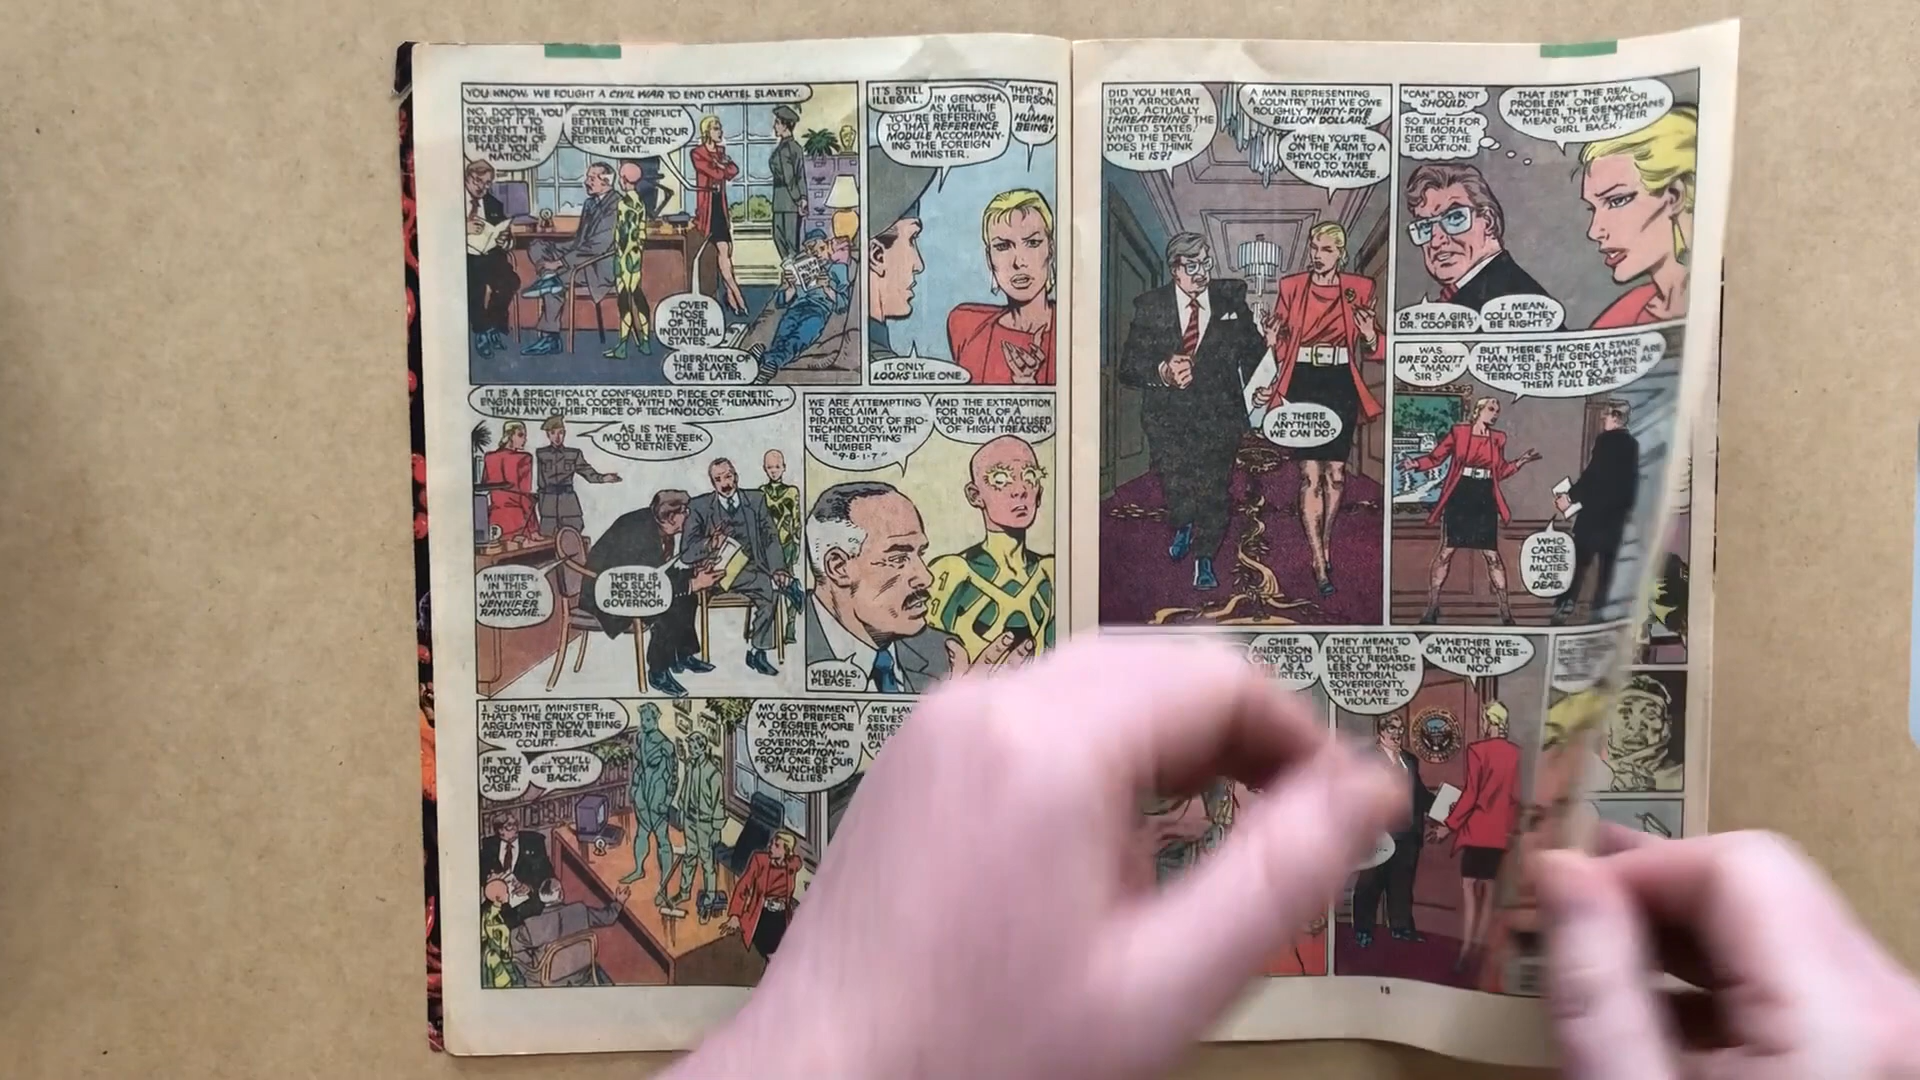 YOU KNOW, WE FOUGHT A CIVIL WAR TO END CHATTEL SLAVERY.
NO, DOCTOR, YOU
FOUGHT IT TO
PREVENT THE
SECESSION OF
HALF YOUR
NATION...
...OVER THE CONFLICT
BETWEEN THE
SUPREMACY OF YOUR
FEDERAL GOVERN-
MENT...
...OVER
THOSE
OF THE
INDIVIDUAL
STATES.
LIBERATION OF
THE SLAVES
CAME LATER.
IT'S STILL
ILLEGAL.
IN GENOSHA,
AS WELL. IF
YOU'RE REFERRING
TO THAT REFERENCE
MODULE ACCOMPANY-
ING THE FOREIGN
MINISTER.
THAT'S A
PERSON.
A
HUMAN
BEING!
IT ONLY
LOOKS LIKE ONE.
IT IS A SPECIFICALLY CONFIGURED PIECE OF GENETIC
ENGINEERING, DR. COOPER, WITH NO MORE "HUMANITY"
THAN ANY OTHER PIECE OF TECHNOLOGY.
AS IS THE
MODULE WE SEEK
TO RETRIEVE.
MINISTER,
IN THIS
MATTER OF
JENNIFER
RANSOME...
THERE IS
NO SUCH
PERSON,
GOVERNOR.
WE ARE ATTEMPTING
TO RECLAIM A
PIRATED UNIT OF BIO-
TECHNOLOGY, WITH
THE IDENTIFYING
NUMBER
"9-8-1-7"
AND THE EXTRADITION
FOR TRIAL OF A
YOUNG MAN ACCUSED
OF HIGH TREASON.
VISUALS,
PLEASE.
I SUBMIT, MINISTER,
THAT'S THE CRUX OF THE
ARGUMENTS NOW BEING
HEARD IN FEDERAL
COURT.
IF YOU
PROVE
YOUR
CASE...
...YOU'LL
GET THEM
BACK.
MY GOVERNMENT
WOULD PREFER
A DEGREE MORE
SYMPATHY,
GOVERNOR--AND
COOPERATION--
FROM ONE OF OUR
STAUNCHEST
ALLIES.
DID YOU HEAR
THAT ARROGANT
TOAD, ACTUALLY
THREATENING THE
UNITED STATES!
WHO THE DEVIL
DOES HE THINK
HE IS?!
A MAN REPRESENTING
A COUNTRY THAT WE OWE
ROUGHLY THIRTY-FIVE
BILLION DOLLARS.
WHEN YOU'RE
ON THE ARM TO A
SHYLOCK, THEY
TEND TO TAKE
ADVANTAGE.
IS THERE
ANYTHING
WE CAN DO?
"CAN" DO, NOT
SHOULD.
SO MUCH FOR
THE MORAL
SIDE OF THE
EQUATION.
THAT ISN'T THE REAL
PROBLEM. ONE WAY OR
ANOTHER, THE GENOSHANS
MEAN TO HAVE THEIR
GIRL BACK.
IS SHE A GIRL,
DR. COOPER?
I MEAN,
COULD THEY
BE RIGHT?
WAS
DRED SCOTT
A "MAN,"
SIR?
BUT THERE'S MORE AT STAKE
THAN HER, THE GENOSHANS ARE
READY TO BRAND THE X-MEN AS
TERRORISTS AND GO AFTER
THEM FULL BORE.
WHO
CARES,
THOSE
MUTIES
ARE
DEAD.
CHIEF
ANDERSON
ONLY TOLD
THEY MEAN TO
EXECUTE THIS
POLICY REGARD-
LESS OF WHOSE
TERRITORIAL
SOVEREIGNTY
THEY HAVE TO
VIOLATE...
WHETHER WE--
OR ANYONE ELSE--
LIKE IT OR
NOT.
15